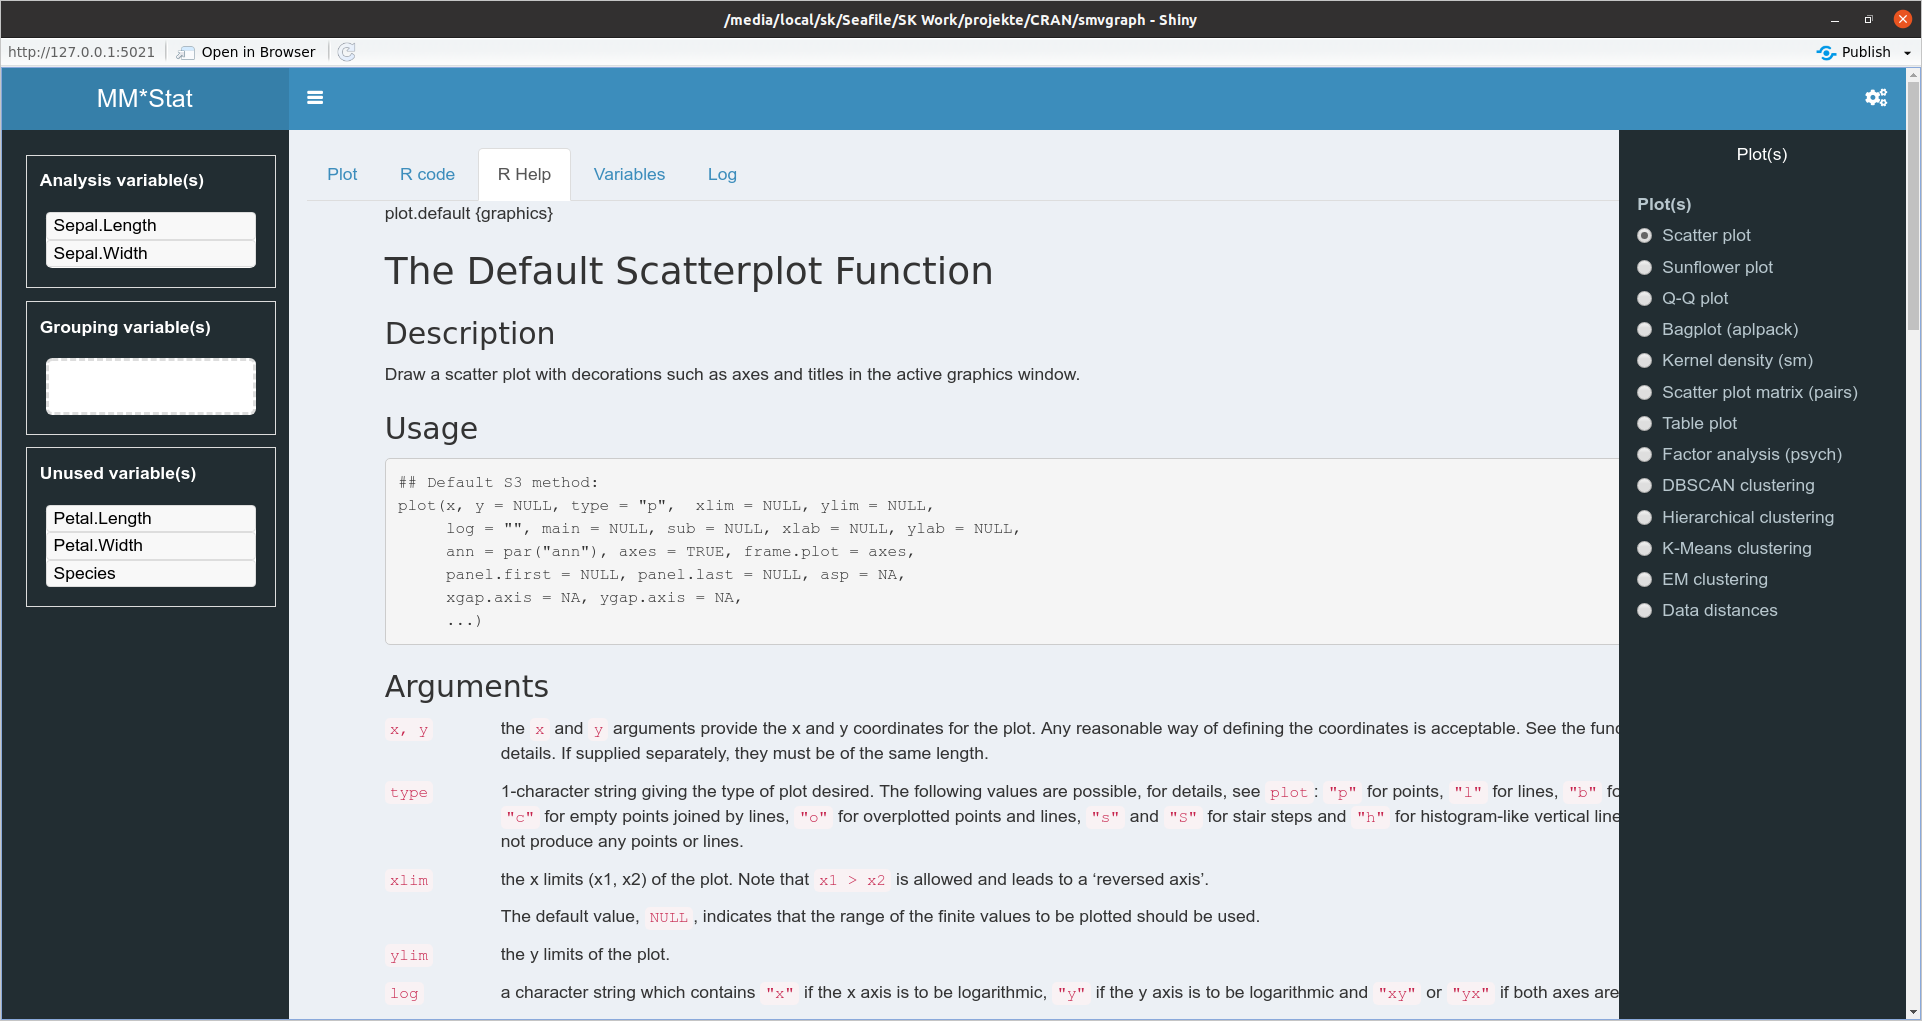 /media/local/sk/Seafile/SK Work/projekte/CRAN/smvgraph - Shiny
http://127.0.0.1:5021
Open in Browser
Publish
MM*Stat
Analysis variable(s)
Sepal.Length
Sepal.Width
Grouping variable(s)
Unused variable(s)
Petal.Length
Petal.Width
Species
Plot
R code
R Help
Variables
Log
plot.default {graphics}
The Default Scatterplot Function
Description
Draw a scatter plot with decorations such as axes and titles in the active graphics window.
Usage
## Default S3 method:
plot(x, y = NULL, type = "p",  xlim = NULL, ylim = NULL,
     log = "", main = NULL, sub = NULL, xlab = NULL, ylab = NULL,
     ann = par("ann"), axes = TRUE, frame.plot = axes,
     panel.first = NULL, panel.last = NULL, asp = NA,
     xgap.axis = NA, ygap.axis = NA,
     ...)
Arguments
x, y
the x and y arguments provide the x and y coordinates for the plot. Any reasonable way of defining the coordinates is acceptable. See the
details. If supplied separately, they must be of the same length.
type
1-character string giving the type of plot desired. The following values are possible, for details, see plot: "p" for points, "l" for lines, "b"
"c" for empty points joined by lines, "o" for overplotted points and lines, "s" and "S" for stair steps and "h" for histogram-like vertical
not produce any points or lines.
xlim
the x limits (x1, x2) of the plot. Note that x1 > x2 is allowed and leads to a ‘reversed axis’.
The default value, NULL, indicates that the range of the finite values to be plotted should be used.
ylim
the y limits of the plot.
log
a character string which contains "x" if the x axis is to be logarithmic, "y" if the y axis is to be logarithmic and "xy" or "yx" if both axes are
Plot(s)
Plot(s)
Scatter plot
Sunflower plot
Q-Q plot
Bagplot (aplpack)
Kernel density (sm)
Scatter plot matrix (pairs)
Table plot
Factor analysis (psych)
DBSCAN clustering
Hierarchical clustering
K-Means clustering
EM clustering
Data distances